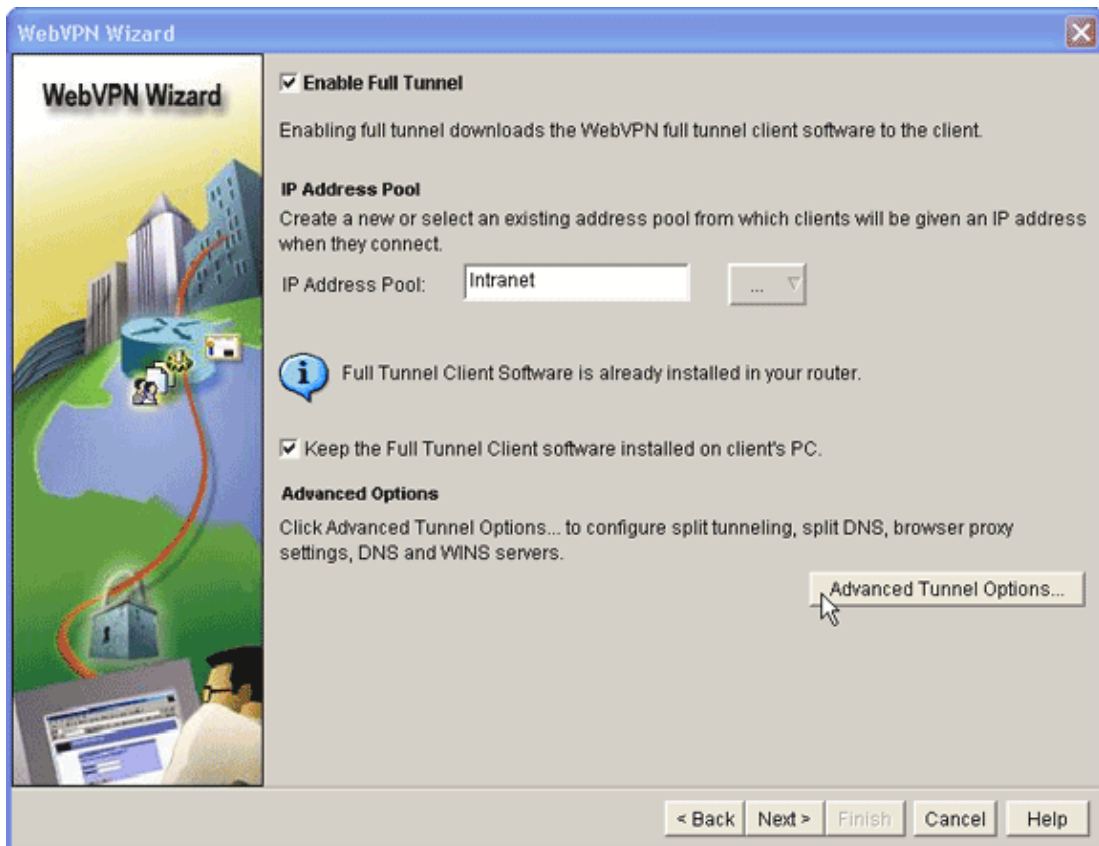 WebVPN Wizard
WebVPN Wizard
Enable Full Tunnel
Enabling full tunnel downloads the WebVPN full tunnel client software to the client.
IP Address Pool
Create a new or select an existing address pool from which clients will be given an IP address
when they connect.
IP Address Pool: Intranet ...
Full Tunnel Client Software is already installed in your router.
Keep the Full Tunnel Client software installed on client's PC.
Advanced Options
Click Advanced Tunnel Options... to configure split tunneling, split DNS, browser proxy
settings, DNS and WINS servers.
Advanced Tunnel Options...
< Back Next > Finish Cancel Help